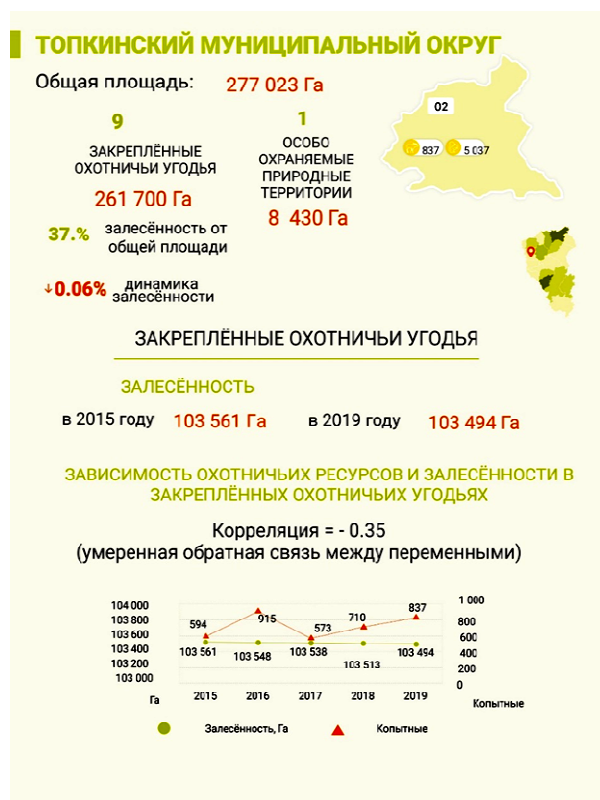 ТОПКИНСКИЙ МУНИЦИПАЛЬНЫЙ ОКРУГ
Общая площадь: 277 023 Га
02
837 5 037
9
ЗАКРЕПЛЁННЫЕ
ОХОТНИЧЬИ УГОДЬЯ
261 700 Га
1
ОСОБО
ОХРАНЯЕМЫЕ
ПРИРОДНЫЕ
ТЕРРИТОРИИ
8 430 Га
37.% залесённость от
общей площади
↓0.06% динамика
залесённости
ЗАКРЕПЛЁННЫЕ ОХОТНИЧЬИ УГОДЬЯ
ЗАЛЕСЁННОСТЬ
в 2015 году 103 561 Га в 2019 году 103 494 Га
ЗАВИСИМОСТЬ ОХОТНИЧЬИХ РЕСУРСОВ И ЗАЛЕСЁННОСТИ В
ЗАКРЕПЛЁННЫХ ОХОТНИЧЬИХ УГОДЬЯХ
Корреляция = - 0.35
(умеренная обратная связь между переменными)
104 000
103 800
103 600
103 400
103 200
103 000
Га
594 915 573 710 837
103 561 103 548 103 538 103 513 103 494
2015 2016 2017 2018 2019
1 000
800
600
400
200
0
Копытные
Залесённость, Га Копытные